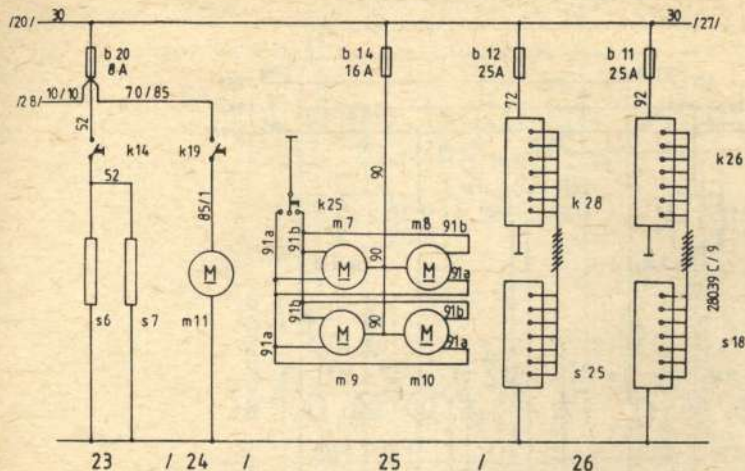 /20/ 30 30 /27/
b 20 b 14 b 12 b 11
8A 16 A 25A 25A
/28/ 10/10 70/85
52 72 92
k14 k19 k26
52 90 k 28
85/1 k25
m 7 m8 91b
91a 91b
M M
90 91a
91b 91b
M M M
90 91a
91a
s6 s7 m11
m 9 m10
28039 C/9
s 25 s18
23 / 24 / 25 / 26